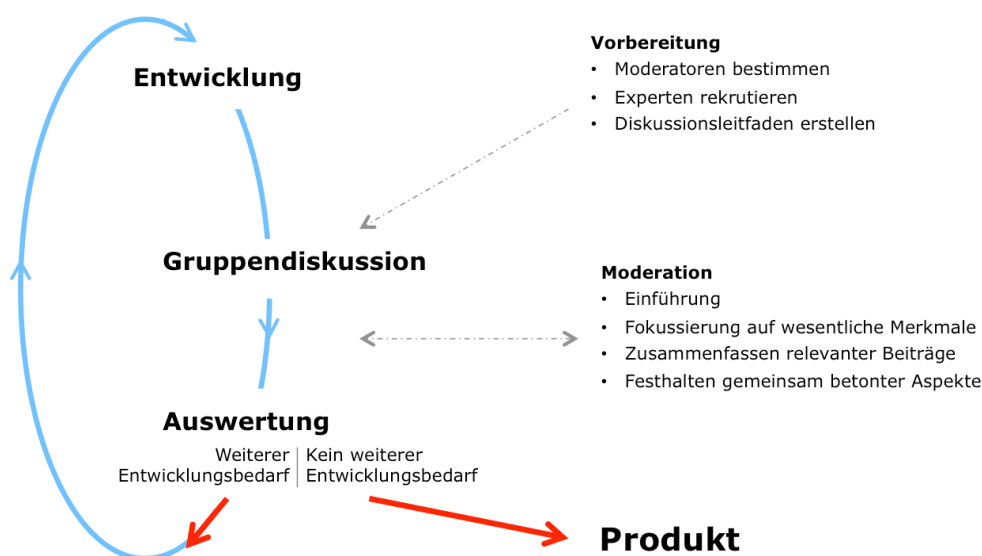 Entwicklung
Vorbereitung
• Moderatoren bestimmen
• Experten rekrutieren
• Diskussionsleitfaden erstellen
Gruppendiskussion
Moderation
• Einführung
• Fokussierung auf wesentliche Merkmale
• Zusammenfassen relevanter Beiträge
• Festhalten gemeinsam betonter Aspekte
Auswertung
Weiterer
Entwicklungsbedarf
Kein weiterer
Entwicklungsbedarf
Produkt